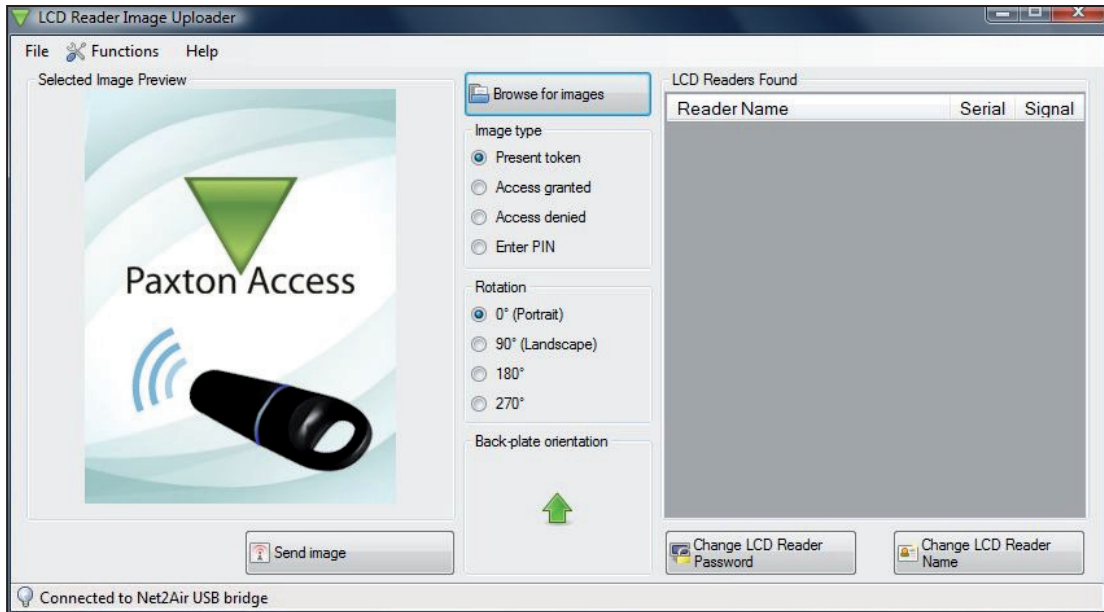 LCD Reader Image Uploader
File Functions Help
Selected Image Preview
Paxton Access
Send image
Browse for images
Image type
Present token
Access granted
Access denied
Enter PIN
Rotation
0° (Portrait)
90° (Landscape)
180°
270°
Back-plate orientation
LCD Readers Found
Reader Name Serial Signal
Change LCD Reader
Password
Change LCD Reader
Name
Connected to Net2Air USB bridge